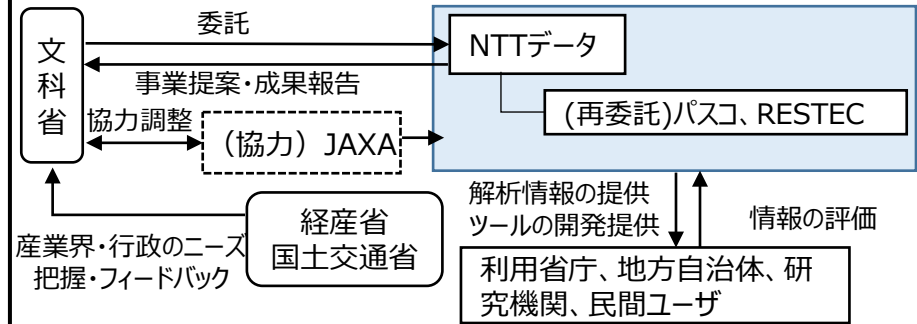 委託
文科省
NTTデータ
事業提案・成果報告
(再委託)パスコ、RESTEC
協力調整
（協力）JAXA
解析情報の提供
ツールの開発提供
情報の評価
経産省
国土交通省
産業界・行政のニーズ
把握・フィードバック
利用省庁、地方自治体、研
究機関、民間ユーザ